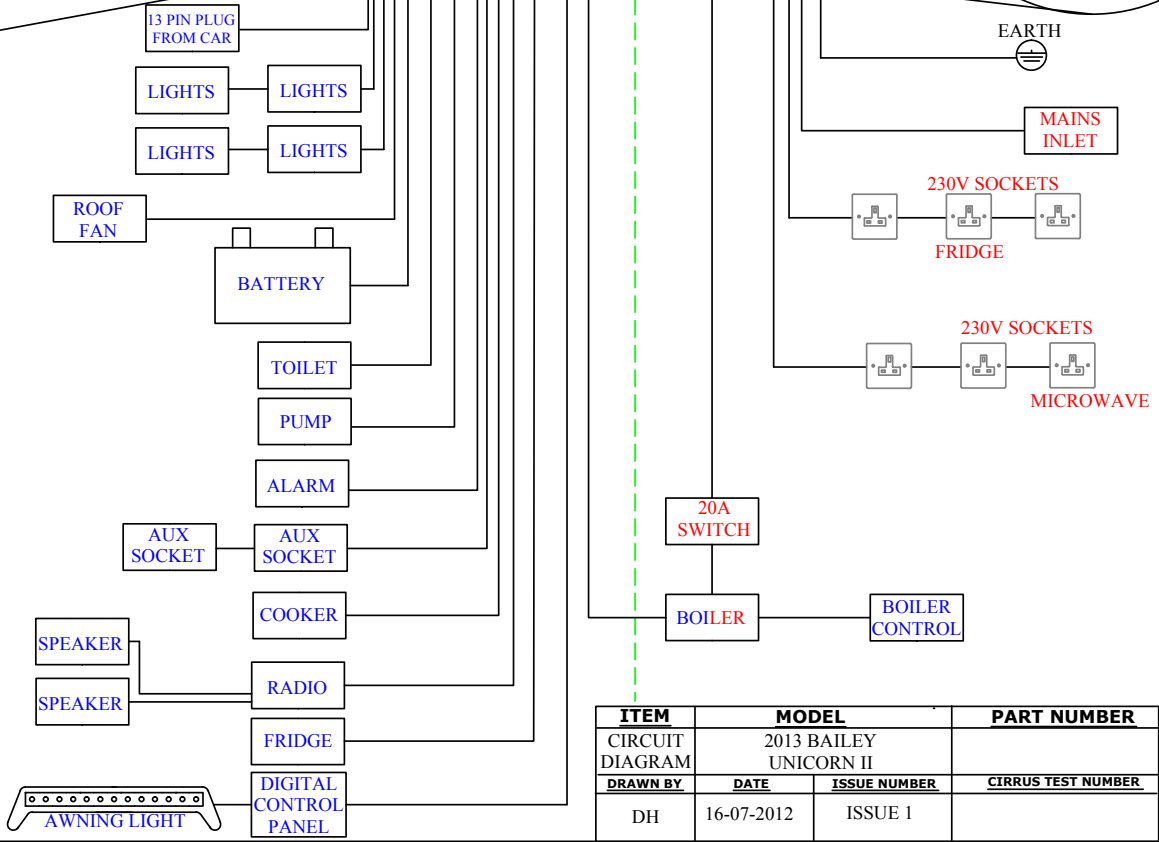 13 PIN PLUG
FROM CAR
EARTH
LIGHTS
LIGHTS
MAINS
INLET
LIGHTS
LIGHTS
230V SOCKETS
ROOF
FAN
FRIDGE
BATTERY
230V SOCKETS
TOILET
MICROWAVE
PUMP
ALARM
20A
SWITCH
AUX
SOCKET
AUX
SOCKET
COOKER
BOILER
BOILER
CONTROL
SPEAKER
RADIO
SPEAKER
FRIDGE
DIGITAL
CONTROL
PANEL
AWNING LIGHT
ITEM MODEL PART NUMBER
CIRCUIT
DIAGRAM
2013 BAILEY
UNICORN II
DRAWN BY DATE ISSUE NUMBER CIRRUS TEST NUMBER
DH 16-07-2012 ISSUE 1